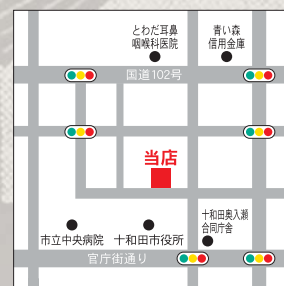 とわだ耳鼻
咽喉科医院
青い森
信用金庫
国道102号
当店
市立中央病院
十和田市役所
十和田奥入瀬
合同庁舎
官庁街通り